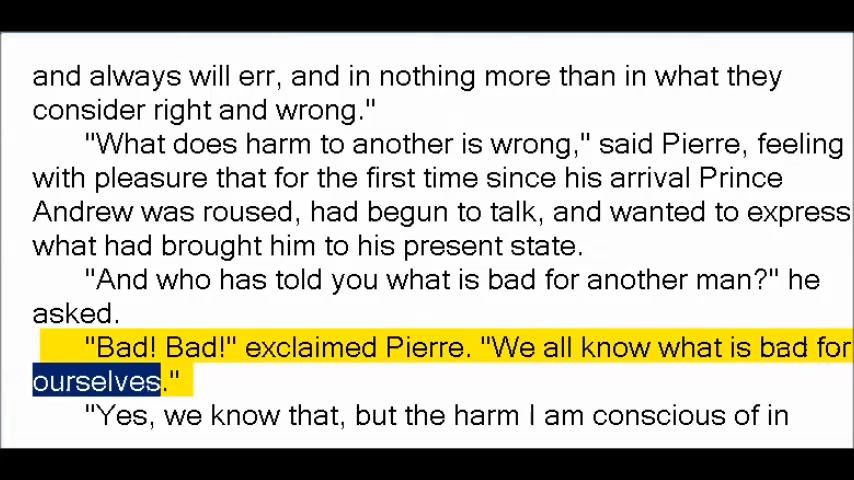 and always will err, and in nothing more than in what they
consider right and wrong."
"What does harm to another is wrong," said Pierre, feeling
with pleasure that for the first time since his arrival Prince
Andrew was roused, had begun to talk, and wanted to express
what had brought him to his present state.
"And who has told you what is bad for another man?" he
asked.
"Bad! Bad!" exclaimed Pierre. "We all know what is bad for
ourselves."
"Yes, we know that, but the harm I am conscious of in